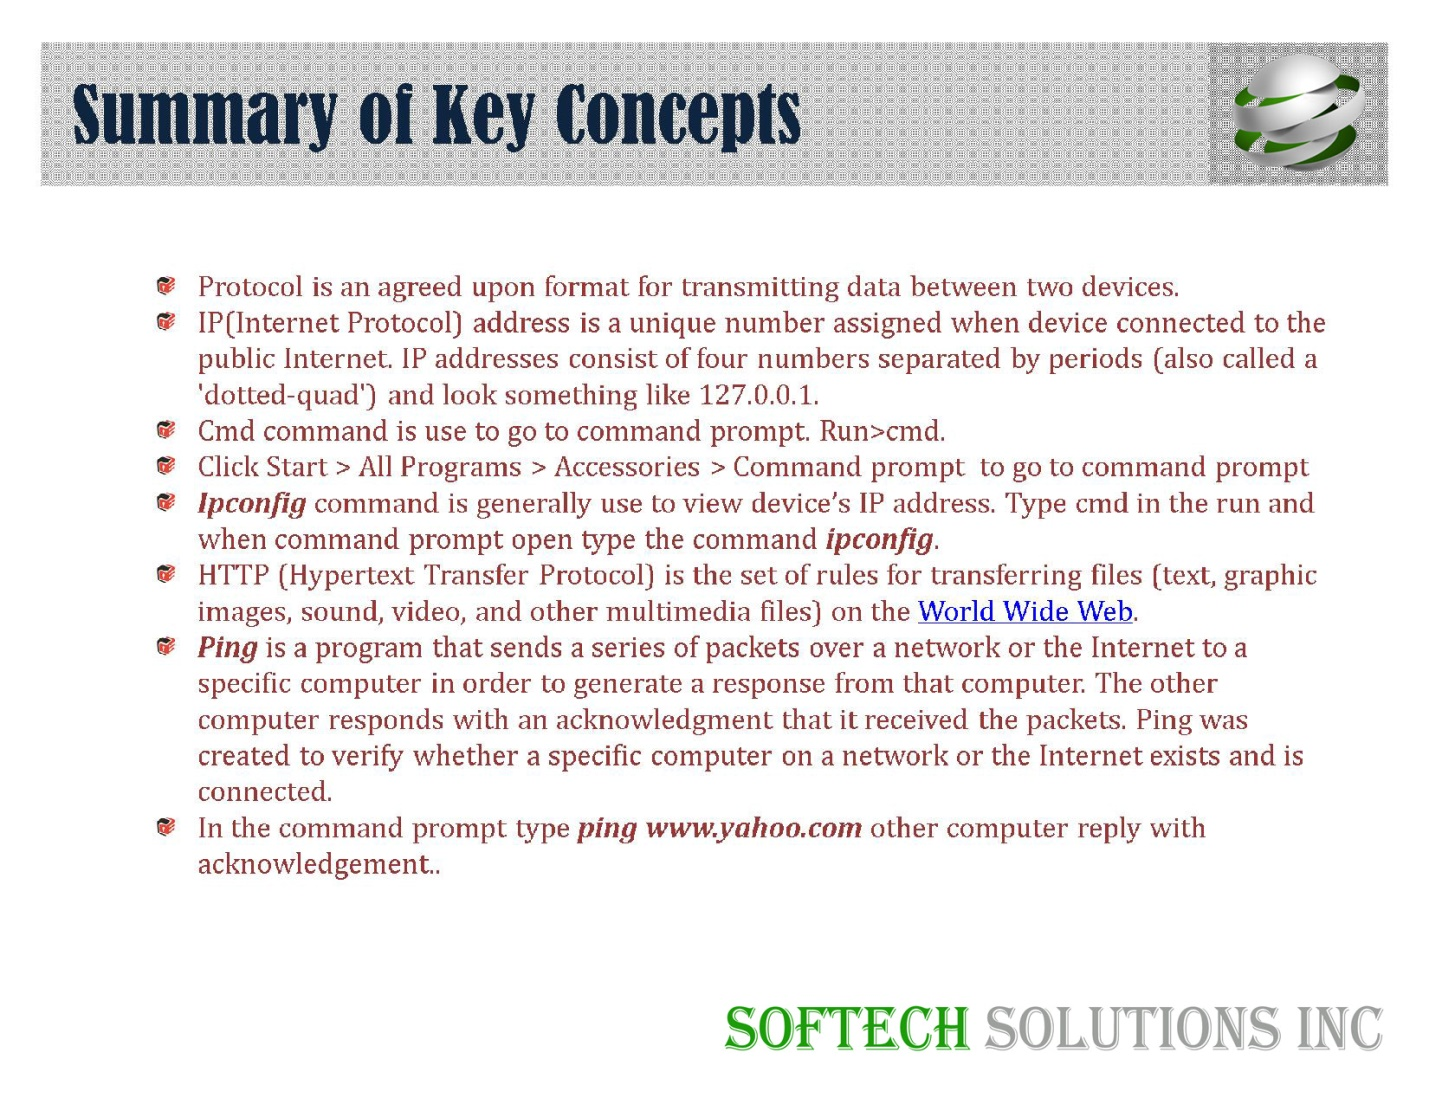 Summary of Key Concepts
Protocol is an agreed upon format for transmitting data between two devices.
IP(Internet Protocol) address is a unique number assigned when device connected to the
public Internet. IP addresses consist of four numbers separated by periods (also called a
'dotted-quad') and look something like 127.0.0.1.
Cmd command is use to go to command prompt. Run>cmd.
Click Start > All Programs > Accessories > Command prompt  to go to command prompt
Ipconfig command is generally use to view device’s IP address. Type cmd in the run and
when command prompt open type the command ipconfig.
HTTP (Hypertext Transfer Protocol) is the set of rules for transferring files (text, graphic
images, sound, video, and other multimedia files) on the World Wide Web.
Ping is a program that sends a series of packets over a network or the Internet to a
specific computer in order to generate a response from that computer. The other
computer responds with an acknowledgment that it received the packets. Ping was
created to verify whether a specific computer on a network or the Internet exists and is
connected.
In the command prompt type ping www.yahoo.com other computer reply with
acknowledgement..
SOFTECH SOLUTIONS INC